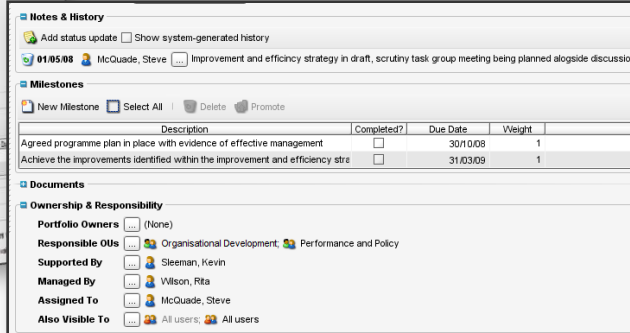 Notes & History
Add status update Show system-generated history
01/05/08 McQuade, Steve ... Improvement and efficincy strategy in draft, scrutiny task group meeting being planned alogside discussio
Milestones
New Milestone Select All Delete Promote
Description Completed? Due Date Weight
Agreed programme plan in place with evidence of effective management 30/10/08 1
Achieve the improvements identified within the improvement and efficiency stra 31/03/09 1
Documents
Ownership & Responsibility
Portfolio Owners ... (None)
Responsible OUs ... Organisational Development; Performance and Policy
Supported By ... Sleeman, Kevin
Managed By ... Wilson, Rita
Assigned To ... McQuade, Steve
Also Visible To ... All users; All users